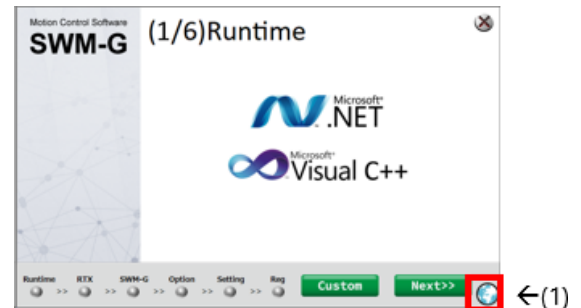 Motion Control Software
SWM-G
(1/6)Runtime
Microsoft®
.NET
Microsoft®
Visual C++
Runtime >> RTX >> SWM-G >> Option >> Setting >> Reg
Custom
Next>>
←(1)